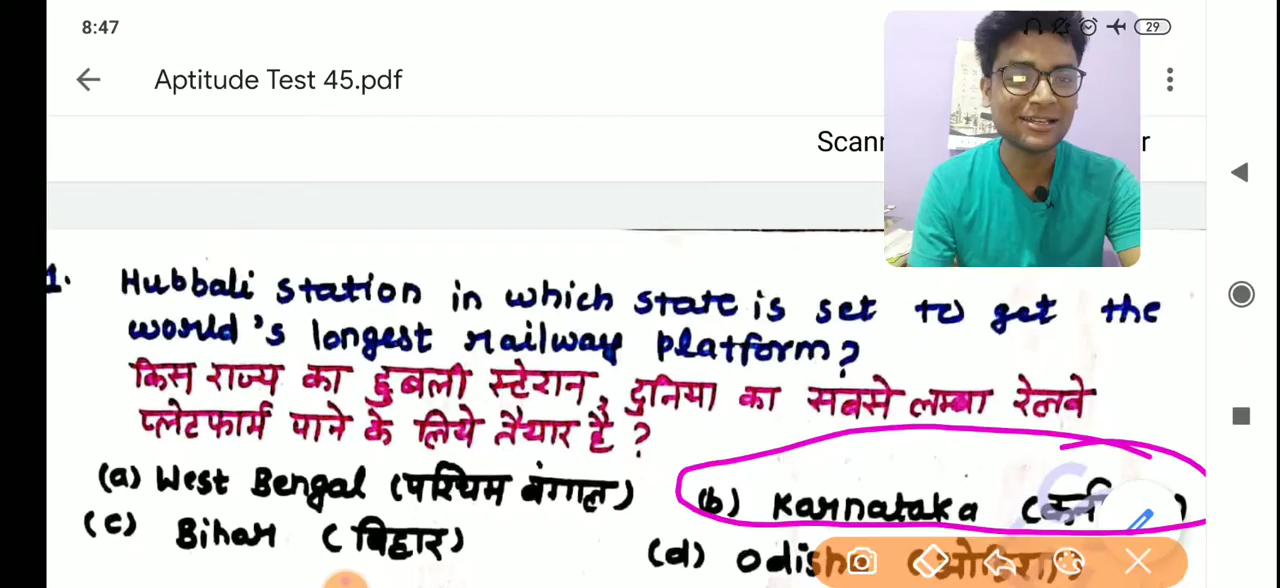 8:47
29
Aptitude Test 45.pdf
Scann
r
1. Hubbali station in which state is set to get the
world's longest railway platform?
किस राज्य का हुबली स्टेशन, दुनिया का सबसे लम्बा रेलवे
प्लेटफार्म पाने के लिये तैयार है ?
(a) West Bengal (पश्चिम बंगाल)
(b) Karnataka
(c) Bihar (बिहार)
(d)